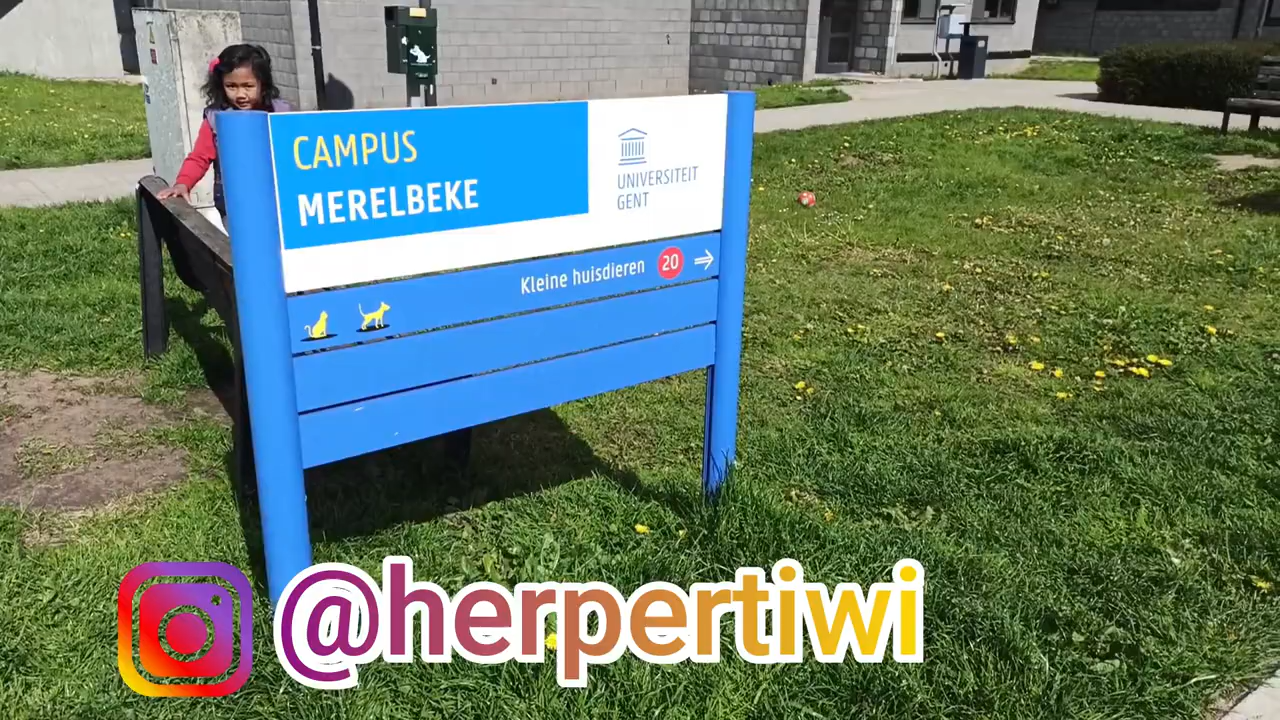 CAMPUS
MERELBEKE
UNIVERSITEIT
GENT
Kleine huisdieren 20
@herpertiwi